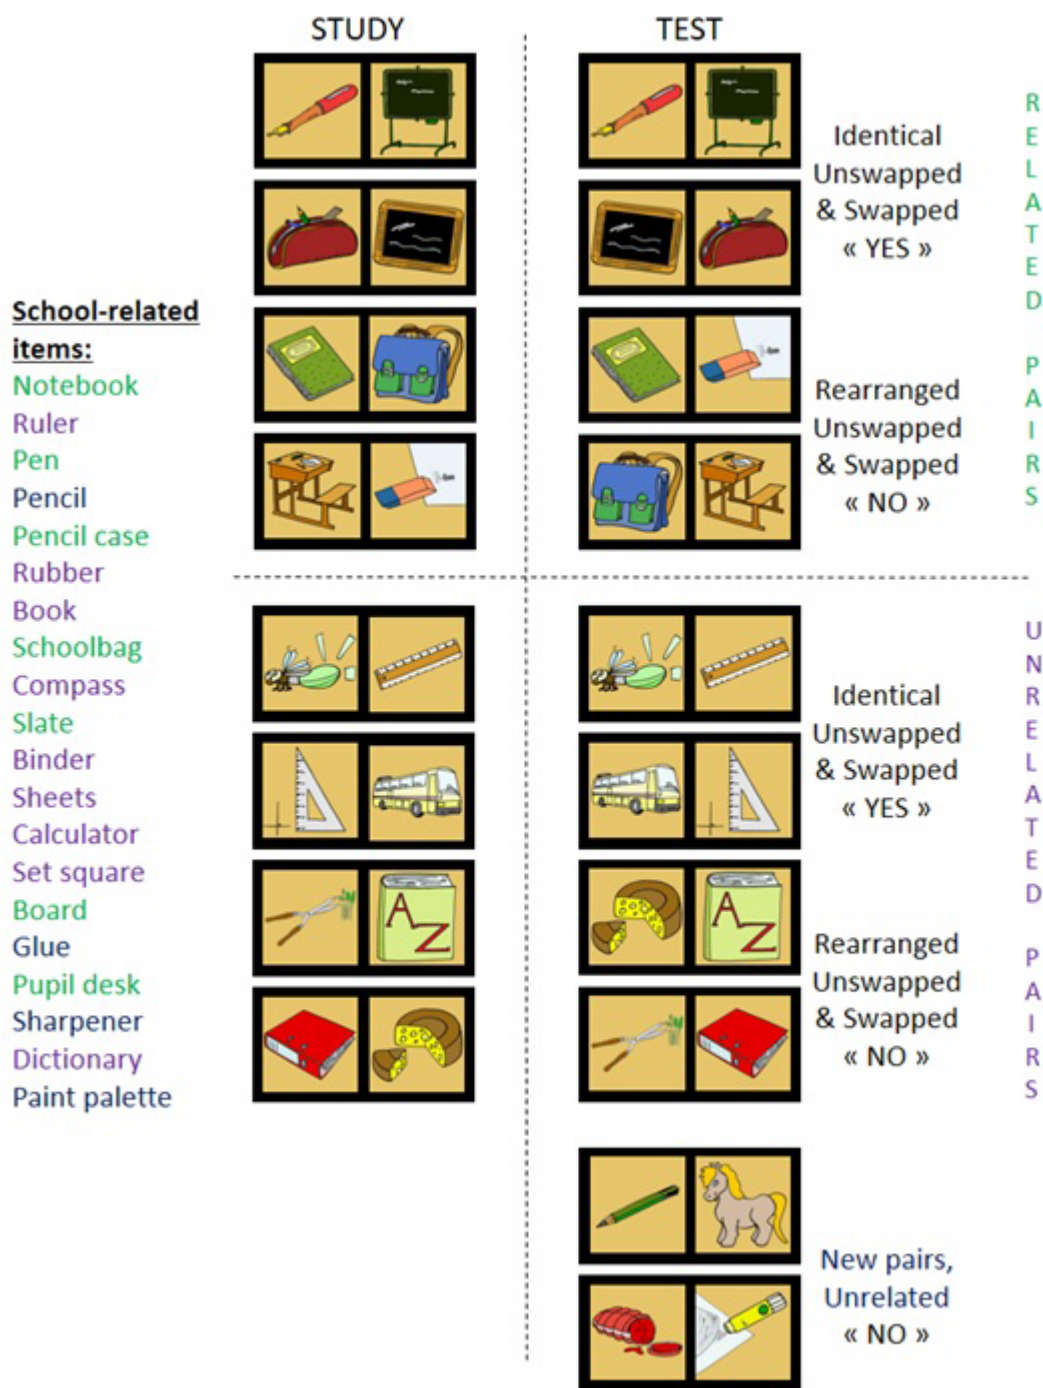 STUDY
TEST
Identical
Unswapped
& Swapped
« YES »
Rearranged
Unswapped
& Swapped
« NO »
RELATED PAIRS
School-related
items:
Notebook
Ruler
Pen
Pencil
Pencil case
Rubber
Book
Schoolbag
Compass
Slate
Binder
Sheets
Calculator
Set square
Board
Glue
Pupil desk
Sharpener
Dictionary
Paint palette
A
Z
Identical
Unswapped
& Swapped
« YES »
A
Z
Rearranged
Unswapped
& Swapped
« NO »
UNRELATED PAIRS
New pairs,
Unrelated
« NO »